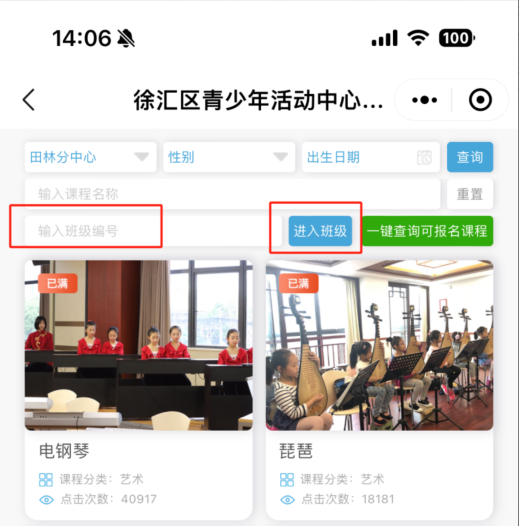 14:06
100
徐汇区青少年活动中心...
田林分中心
性别
出生日期
查询
输入课程名称
重置
输入班级编号
进入班级
一键查询可报名课程
已满
已满
电钢琴
琵琶
课程分类：艺术
课程分类：艺术
点击次数：40917
点击次数：18181